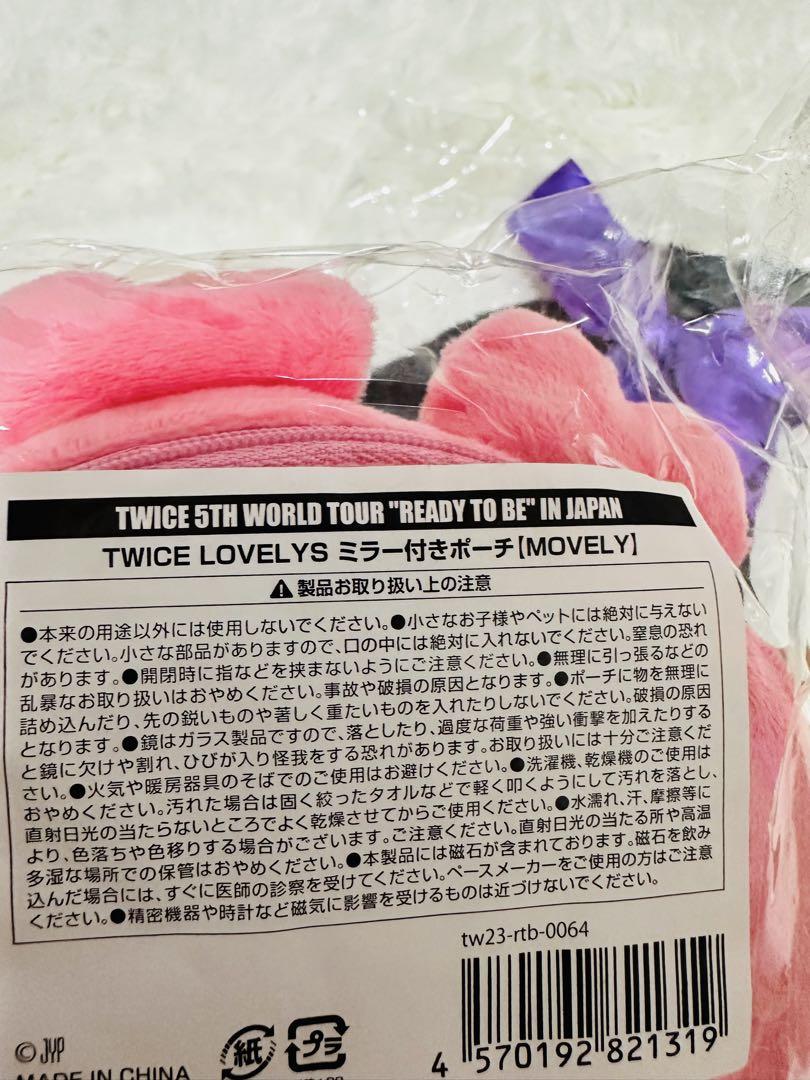 TWICE 5TH WORLD TOUR "READY TO BE" IN JAPAN
TWICE LOVELYS ミラー付きポーチ【MOVELY】
⚠製品お取り扱い上の注意
●本来の用途以外には使用しないでください。●小さなお子様やペットには絶対に与えない
でください。小さな部品がありますので、口の中には絶対に入れないでください。窒息の恐れ
があります。●開閉時に指などを挟まないようにご注意ください。●無理に引っ張るなどの
乱暴なお取り扱いはおやめください。事故や破損の原因となります。●ポーチに物を無理に
詰め込んだり、先の鋭いものや著しく重たいものを入れたりしないでください。破損の原因
となります。●鏡はガラス製品ですので、落としたり、過度な荷重や強い衝撃を加えたりする
と鏡に欠けや割れ、ひびが入り怪我をする恐れがあります。お取り扱いには十分ご注意くだ
さい。●火気や暖房器具のそばでのご使用はお避けください。●洗濯機、乾燥機のご使用は
おやめください。汚れた場合は固く絞ったタオルなどで軽く叩くようにして汚れを落とし、
直射日光の当たらないところでよく乾燥させてからご使用ください。●水濡れ、汗、摩擦等に
より、色落ちや色移りする場合がございます。ご注意ください。直射日光の当たる所や高温
多湿な場所での保管はおやめください。●本製品には磁石が含まれております。磁石を飲み
込んだ場合には、すぐに医師の診察を受けてください。ペースメーカーをご使用の方はご注意
ください。●精密機器や時計など磁気に影響を受けるものは近づけないでください。
tw23-rtb-0064
4 570192 821319
© JYP
紙
プラ
MADE IN CHINA